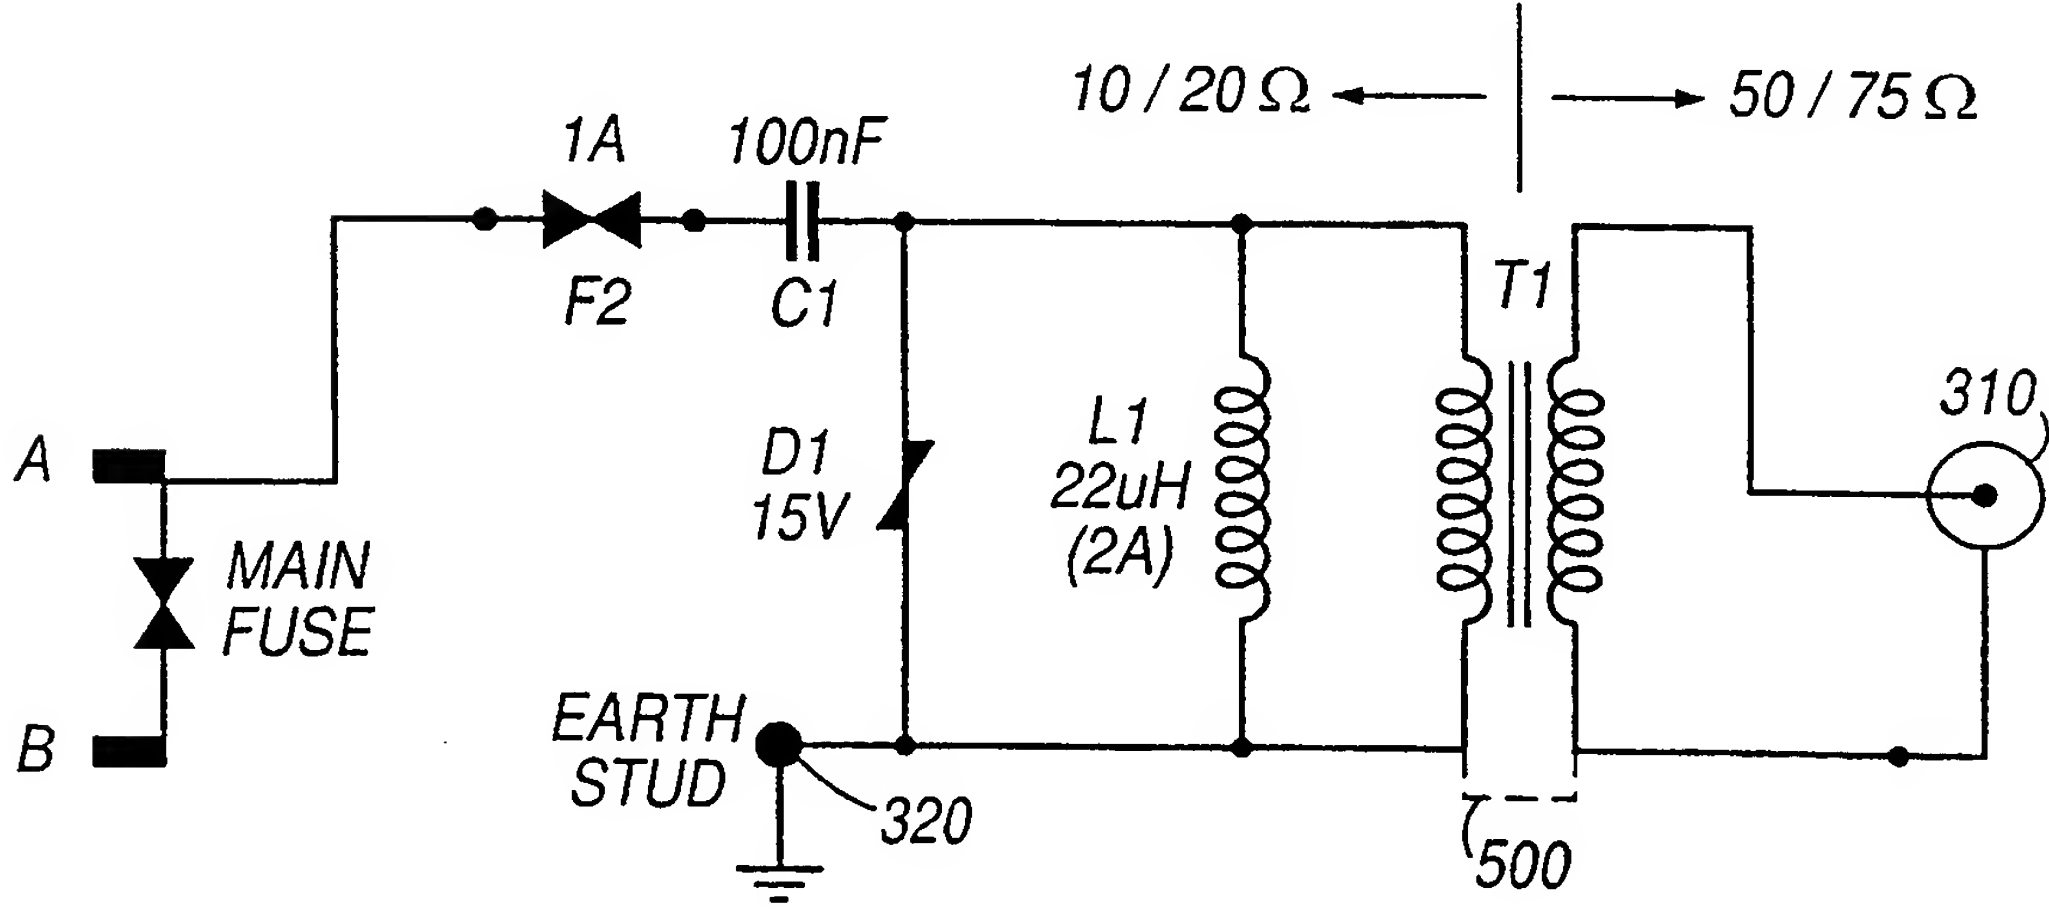 10 / 20 Ω
50 / 75 Ω
1A
100nF
F2
C1
T1
A
D1
15V
L1
22uH
(2A)
310
MAIN
FUSE
B
EARTH
STUD
320
500